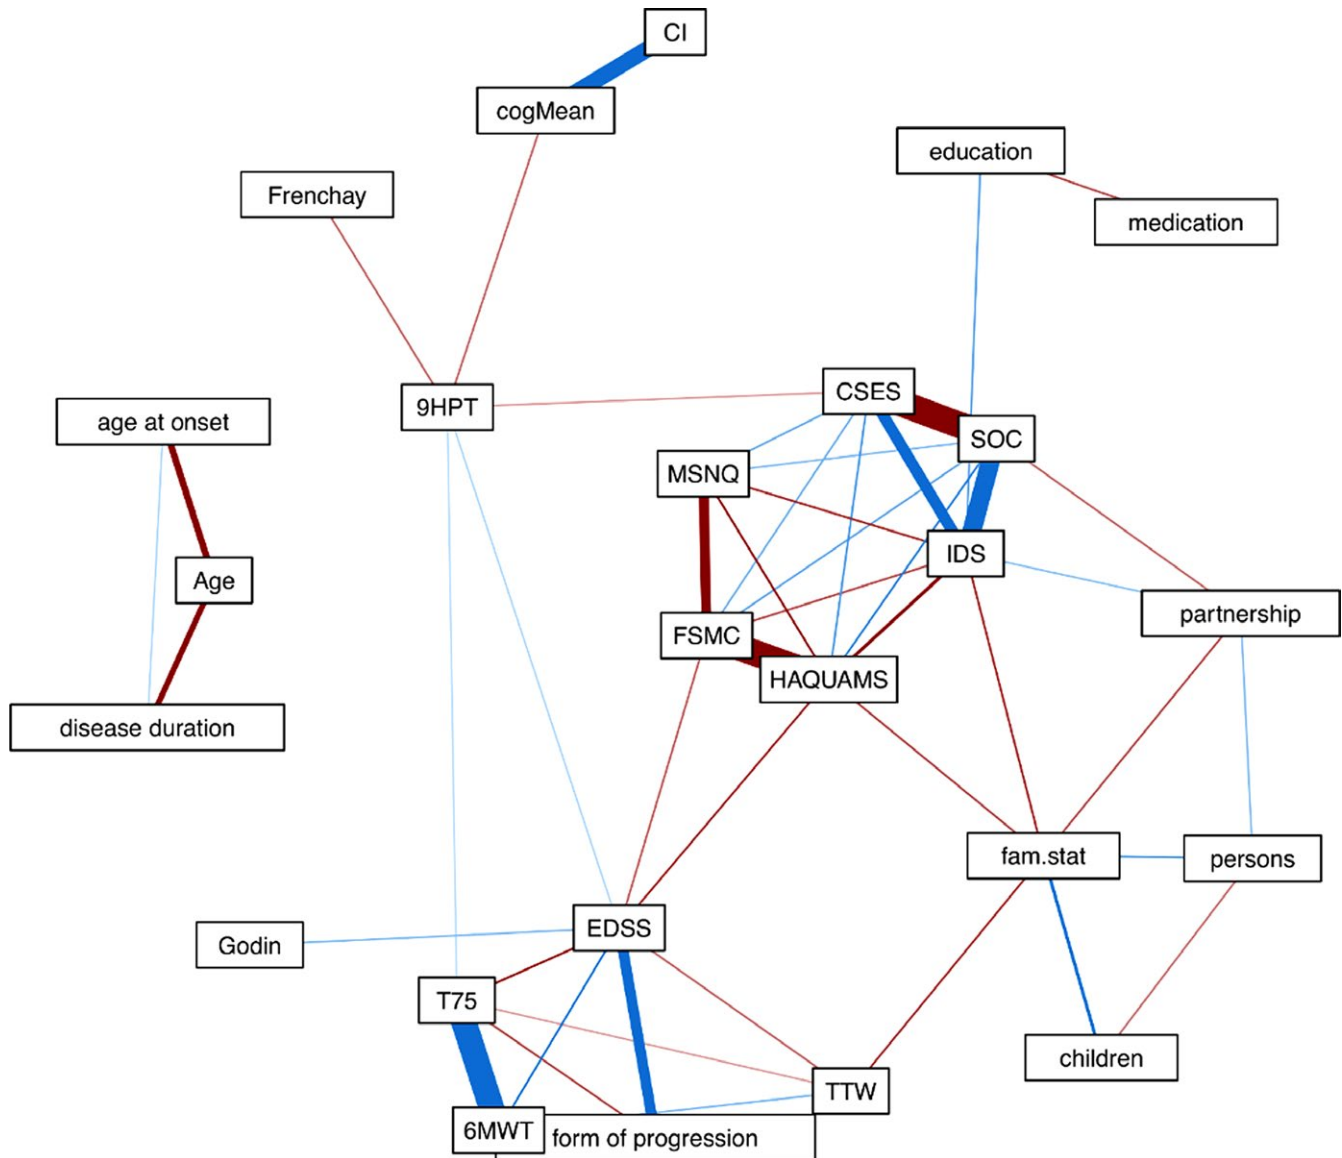 CI
cogMean
education
Frenchay
medication
CSES
9HPT
age at onset
SOC
MSNQ
IDS
Age
partnership
FSMC
HAQUAMS
disease duration
fam.stat
persons
EDSS
Godin
T75
children
TTW
6MWT
form of progression